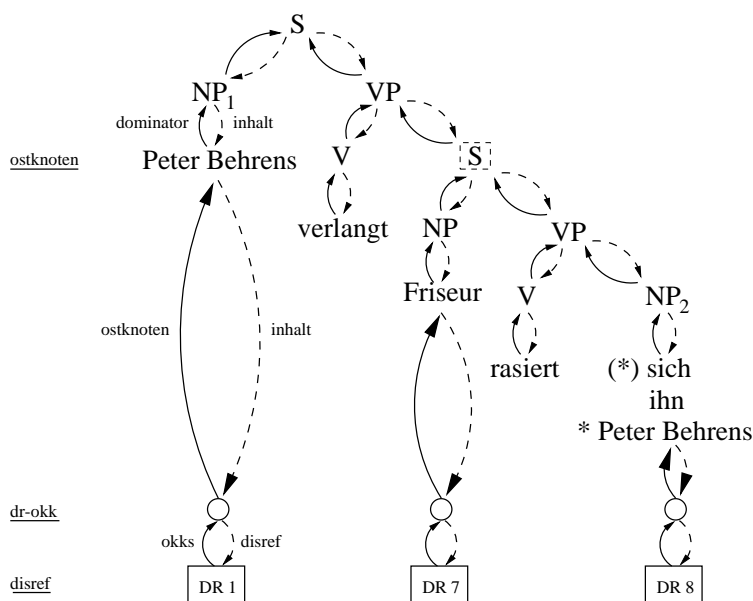 S
NP1 VP
dominator inhalt
ostknoten Peter Behrens V S
verlangt NP VP
Friseur V NP2
ostknoten inhalt
rasiert (*) sich
ihn
* Peter Behrens
dr-okk
okks disref
disref DR 1 DR 7 DR 8